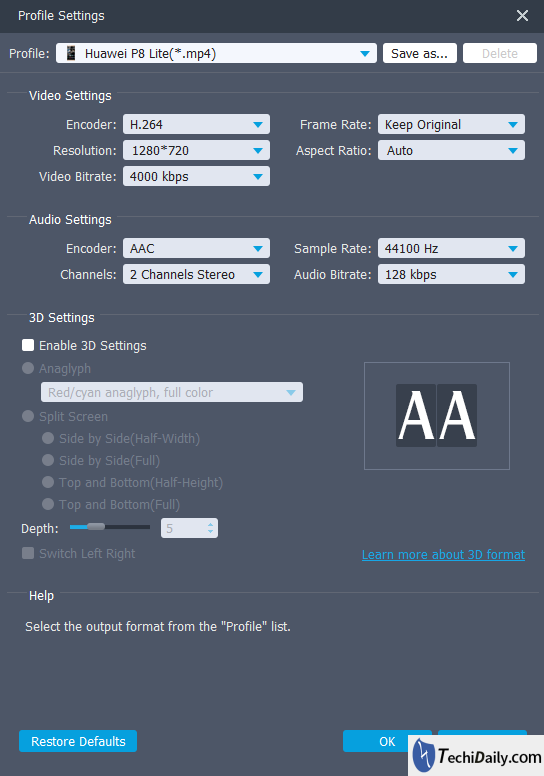 Profile Settings
Profile: Huawei P8 Lite(*.mp4) Save as... Delete
Video Settings
Encoder: H.264 Frame Rate: Keep Original
Resolution: 1280*720 Aspect Ratio: Auto
Video Bitrate: 4000 kbps
Audio Settings
Encoder: AAC Sample Rate: 44100 Hz
Channels: 2 Channels Stereo Audio Bitrate: 128 kbps
3D Settings
Enable 3D Settings
Anaglyph
Red/cyan anaglyph, full color
AA
Split Screen
Side by Side(Half-Width)
Side by Side(Full)
Top and Bottom(Half-Height)
Top and Bottom(Full)
Depth: 5
Switch Left Right Learn more about 3D format
Help
Select the output format from the "Profile" list.
Restore Defaults OK
TechiDaily.com